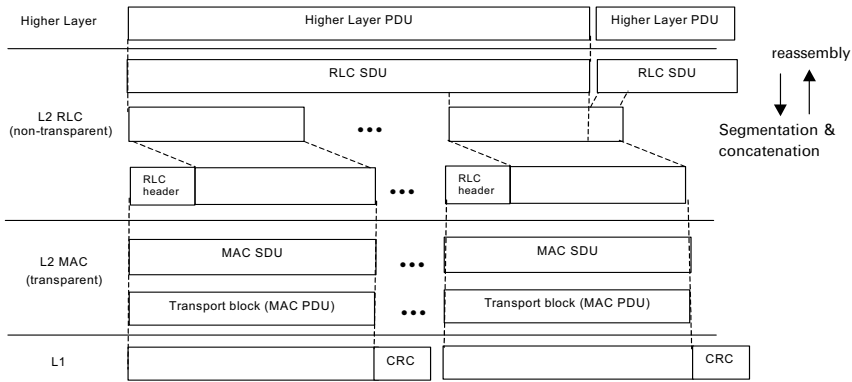 Higher Layer
Higher Layer PDU
Higher Layer PDU
reassembly
RLC SDU
RLC SDU
L2 RLC
(non-transparent)
•••
Segmentation &
concatenation
RLC
header
•••
RLC
header
L2 MAC
(transparent)
MAC SDU
•••
MAC SDU
Transport block (MAC PDU)
•••
Transport block (MAC PDU)
L1
CRC
CRC